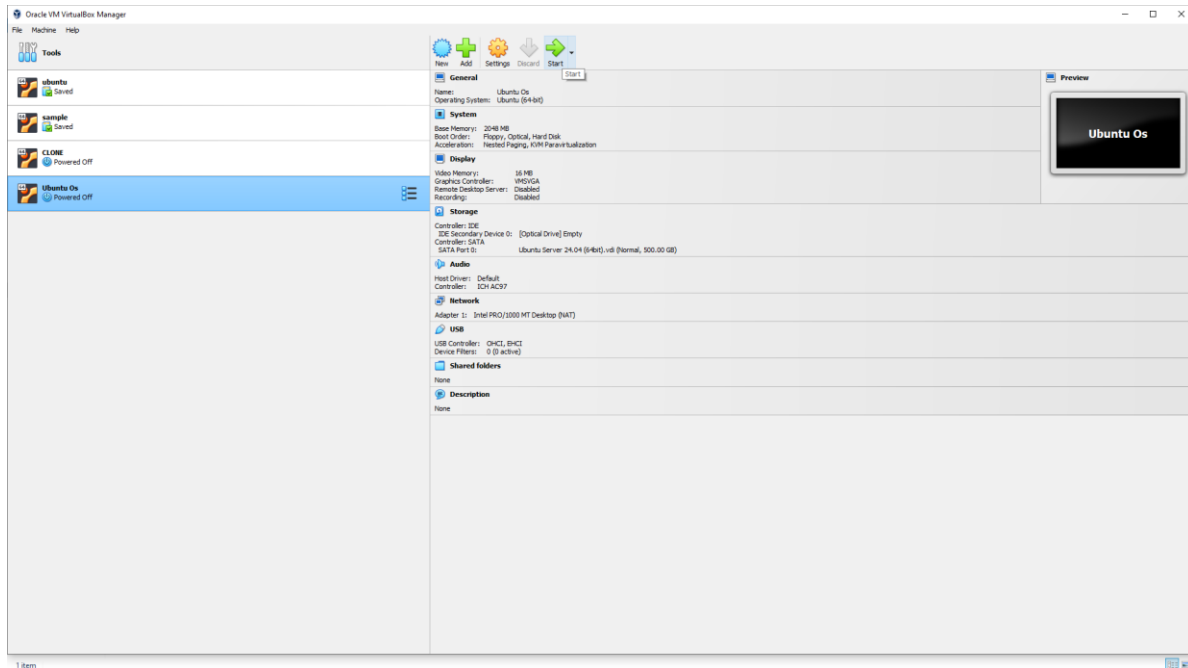 Oracle VM VirtualBox Manager
File Machine Help
Tools
ubuntu
Saved
sample
Saved
CLONE
Powered Off
Ubuntu Os
Powered Off
New Add Settings Discard Start
Start
General
Name: Ubuntu Os
Operating System: Ubuntu (64-bit)
System
Base Memory: 2048 MB
Boot Order: Floppy, Optical, Hard Disk
Acceleration: Nested Paging, KVM Paravirtualization
Display
Video Memory: 16 MB
Graphics Controller: VMSVGA
Remote Desktop Server: Disabled
Recording: Disabled
Storage
Controller: IDE
IDE Secondary Device 0: [Optical Drive] Empty
Controller: SATA
SATA Port 0: Ubuntu Server 24.04 (64bit).vdi (Normal, 500.00 GB)
Audio
Host Driver: Default
Controller: ICH AC97
Network
Adapter 1: Intel PRO/1000 MT Desktop (NAT)
USB
USB Controller: OHCI, EHCI
Device Filters: 0 (0 active)
Shared folders
None
Description
None
Preview
Ubuntu Os
1 item